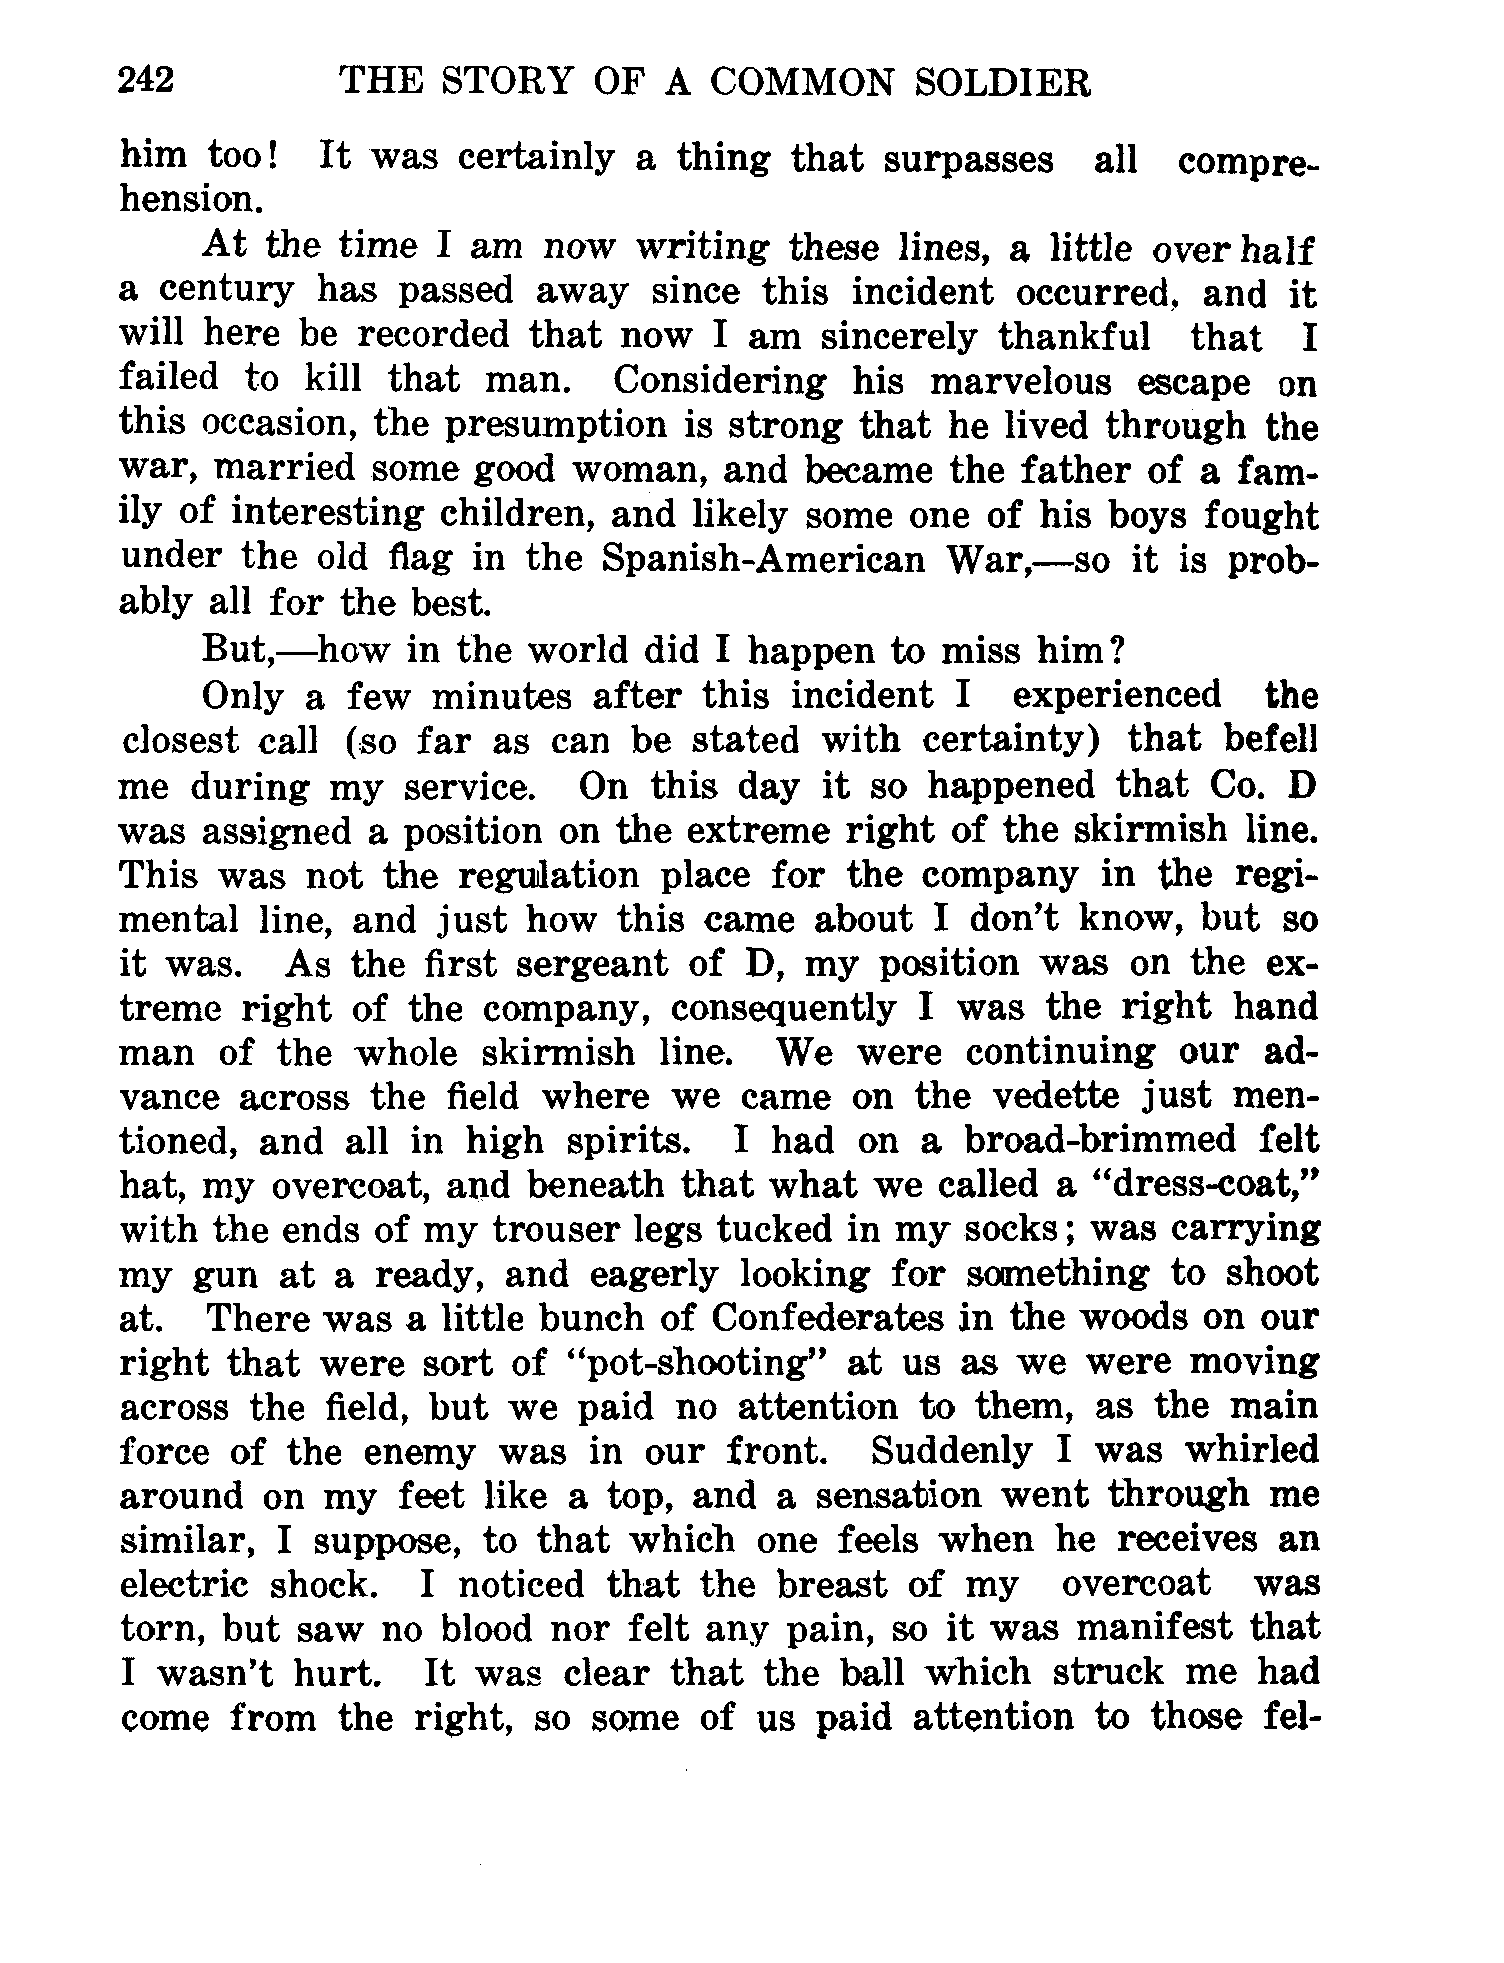 242 THE STORY OF A COMMON SOLDIER
him too! It was certainly a thing that surpasses all compre-
hension.
At the time I am now writing these lines, a little over half
a century has passed away since this incident occurred, and it
will here be recorded that now I am sincerely thankful that I
failed to kill that man. Considering his marvelous escape on
this occasion, the presumption is strong that he lived through the
war, married some good woman, and became the father of a fam-
ily of interesting children, and likely some one of his boys fought
under the old flag in the Spanish-American War,—so it is prob-
ably all for the best.
But,—how in the world did I happen to miss him?
Only a few minutes after this incident I experienced the
closest call (so far as can be stated with certainty) that befell
me during my service. On this day it so happened that Co. D
was assigned a position on the extreme right of the skirmish line.
This was not the regulation place for the company in the regi-
mental line, and just how this came about I don't know, but so
it was. As the first sergeant of D, my position was on the ex-
treme right of the company, consequently I was the right hand
man of the whole skirmish line. We were continuing our ad-
vance across the field where we came on the vedette just men-
tioned, and all in high spirits. I had on a broad-brimmed felt
hat, my overcoat, and beneath that what we called a "dress-coat,"
with the ends of my trouser legs tucked in my socks; was carrying
my gun at a ready, and eagerly looking for something to shoot
at. There was a little bunch of Confederates in the woods on our
right that were sort of "pot-shooting" at us as we were moving
across the field, but we paid no attention to them, as the main
force of the enemy was in our front. Suddenly I was whirled
around on my feet like a top, and a sensation went through me
similar, I suppose, to that which one feels when he receives an
electric shock. I noticed that the breast of my overcoat was
torn, but saw no blood nor felt any pain, so it was manifest that
I wasn't hurt. It was clear that the ball which struck me had
come from the right, so some of us paid attention to those fel-